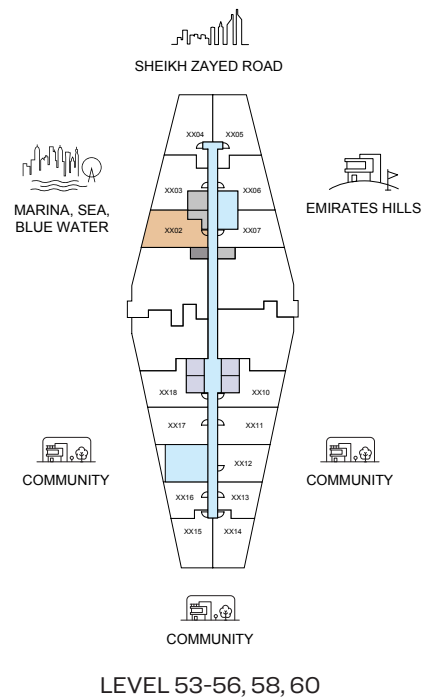 SHEIKH ZAYED ROAD
XX04 XX05
MARINA, SEA,
BLUE WATER
XX03 XX06
EMIRATES HILLS
XX02 XX07
XX18 XX10
XX17 XX11
COMMUNITY
XX12
COMMUNITY
XX16 XX13
XX15 XX14
COMMUNITY
LEVEL 53-56, 58, 60